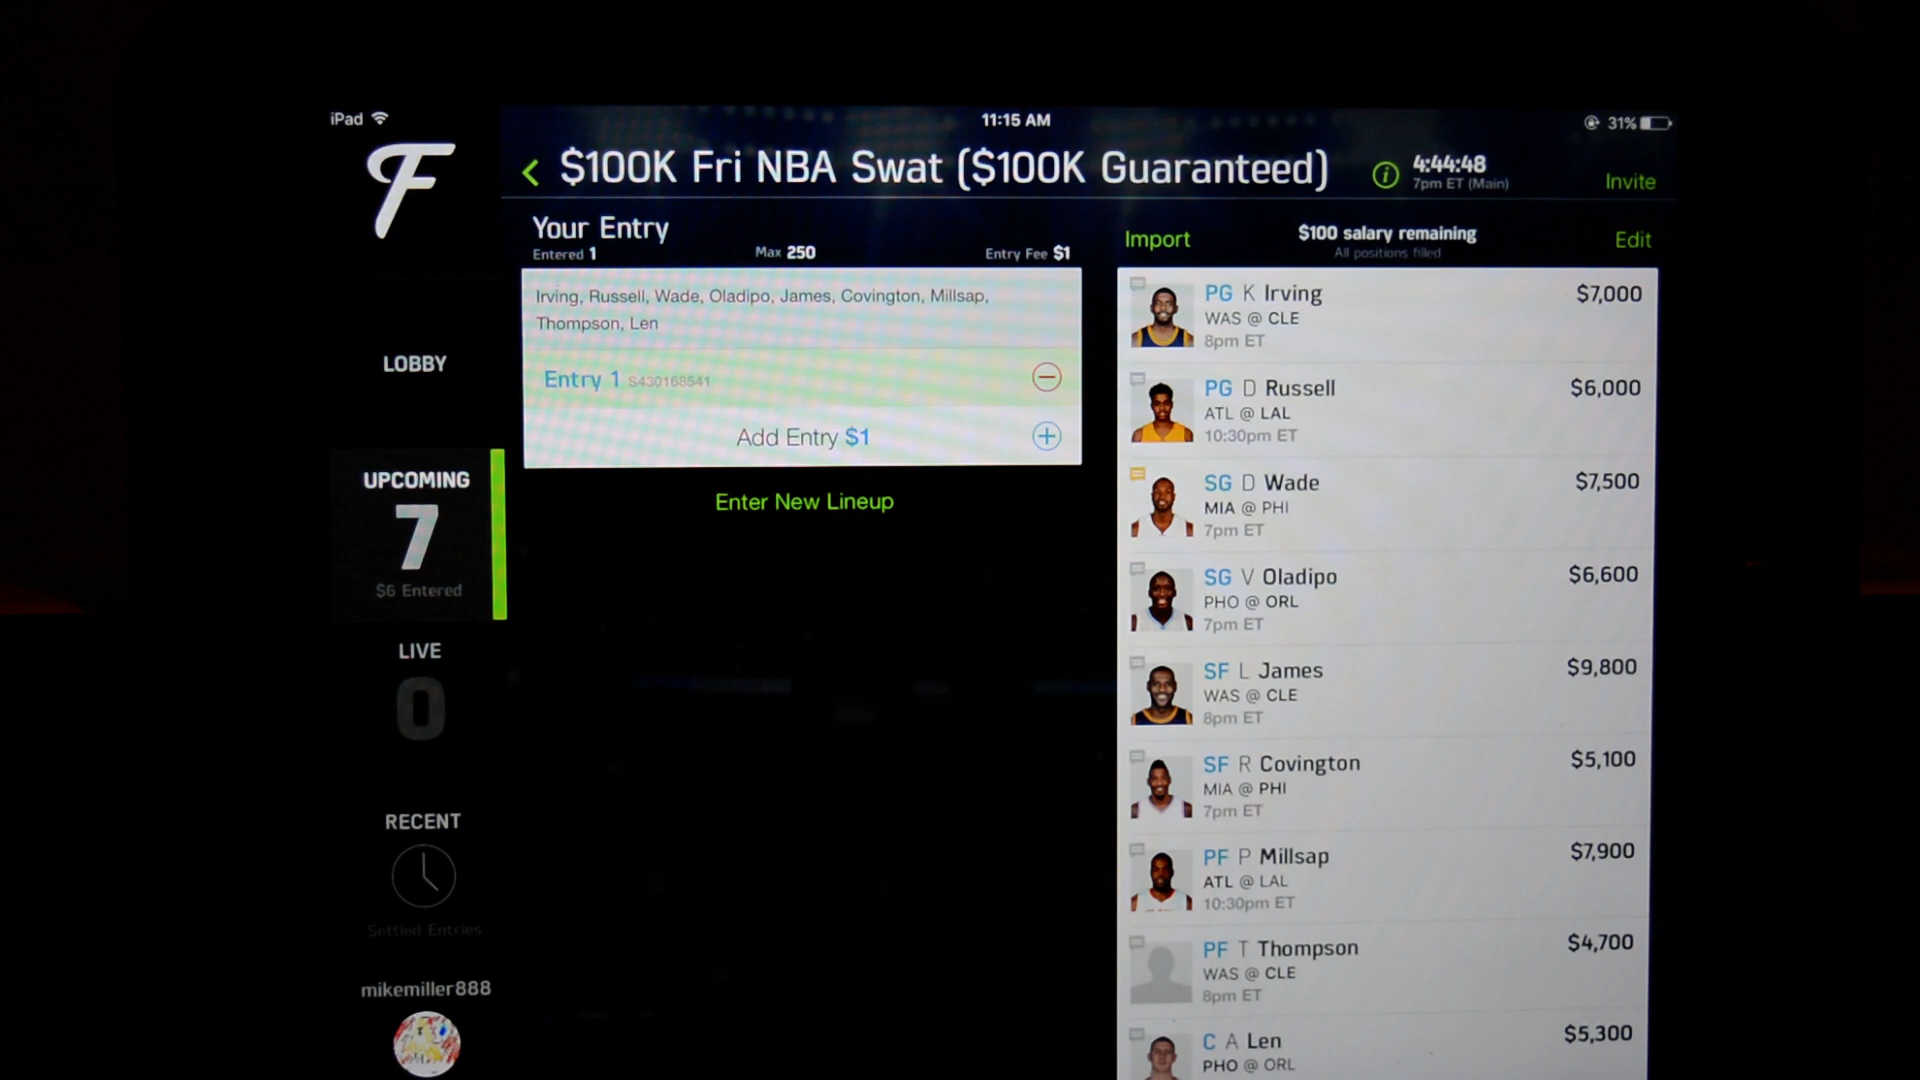 iPad
11:15 AM
31%
F
$100K Fri NBA Swat ($100K Guaranteed)
4:44:48
7pm ET (Main)
Invite
LOBBY
UPCOMING
7
$6 Entered
LIVE
0
RECENT
Settled Entries
mikemiller888
Your Entry
Entered 1
Max 250
Entry Fee $1
Irving, Russell, Wade, Oladipo, James, Covington, Millsap,
Thompson, Len
Entry 1 S430168541
Add Entry $1
Enter New Lineup
Import
$100 salary remaining
All positions filled
Edit
PG K Irving $7,000
WAS @ CLE
8pm ET
PG D Russell $6,000
ATL @ LAL
10:30pm ET
SG D Wade $7,500
MIA @ PHI
7pm ET
SG V Oladipo $6,600
PHO @ ORL
7pm ET
SF L James $9,800
WAS @ CLE
8pm ET
SF R Covington $5,100
MIA @ PHI
7pm ET
PF P Millsap $7,900
ATL @ LAL
10:30pm ET
PF T Thompson $4,700
WAS @ CLE
8pm ET
C A Len $5,300
PHO @ ORL